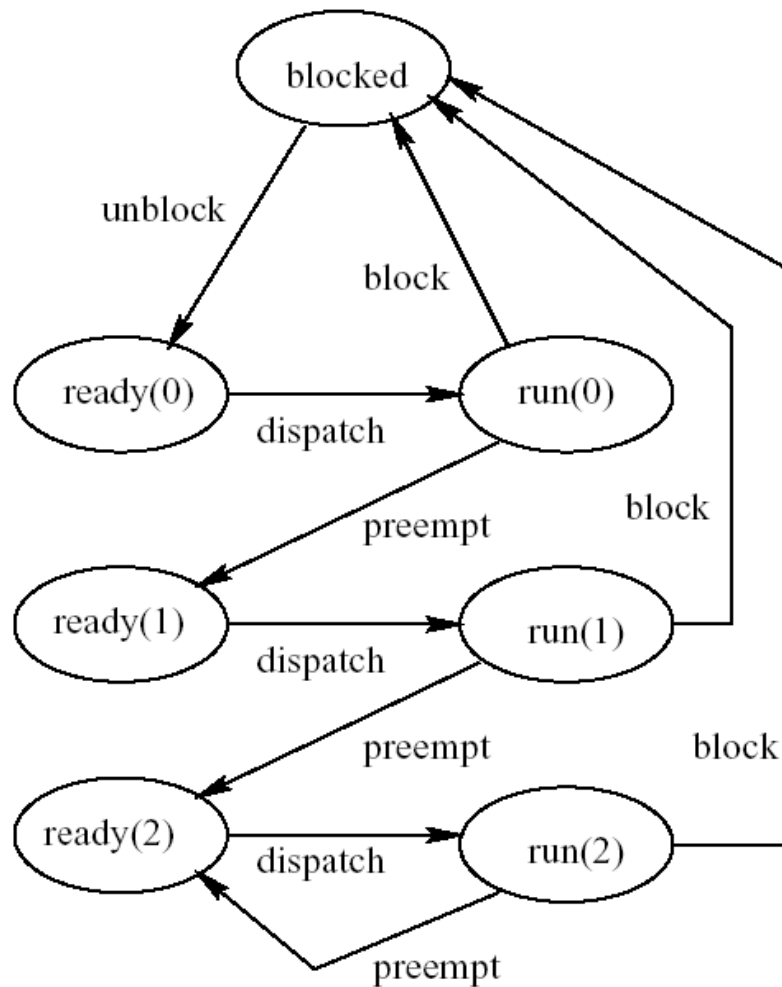 blocked
unblock
block
ready(0)
run(0)
dispatch
block
preempt
ready(1)
run(1)
dispatch
preempt
block
ready(2)
run(2)
dispatch
preempt